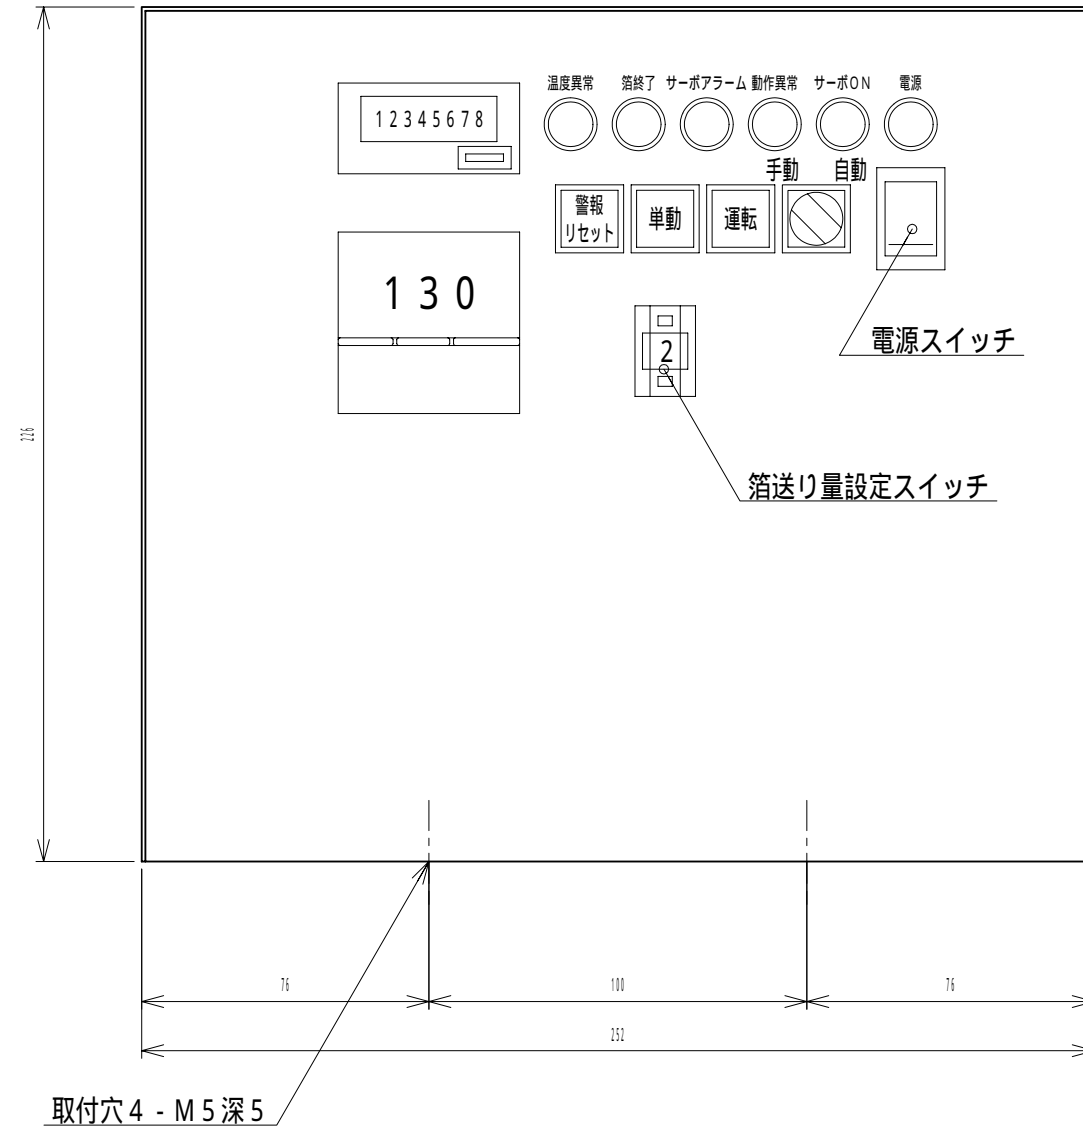 温度異常 箔終了 サーボアラーム 動作異常 サーボON 電源
12345678
手動 自動
警報
リセット
単動
運転
130
電源スイッチ
2
箔送り量設定スイッチ
226
76 100 76
252
取付穴4-M5深5